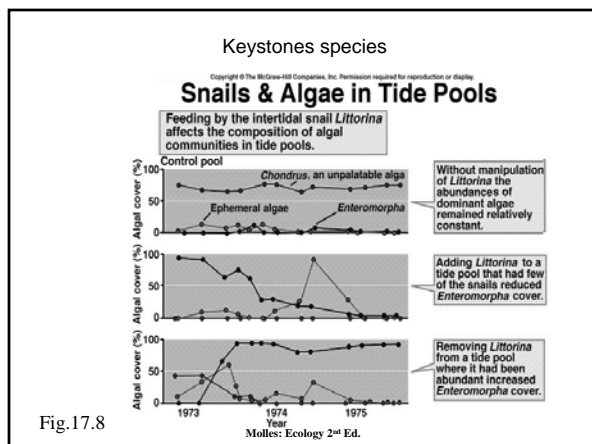 Keystones species
Copyright © The McGraw-Hill Companies, Inc. Permission required for reproduction or display.
Snails & Algae in Tide Pools
Feeding by the intertidal snail Littorina
affects the composition of algal
communities in tide pools.
Control pool
Algal cover (%)
100
50
0
Chondrus, an unpalatable alga
Ephemeral algae
Enteromorpha
Without manipulation
of Littorina the
abundances of
dominant algae
remained relatively
constant.
Algal cover (%)
100
50
0
Adding Littorina to a
tide pool that had few
of the snails reduced
Enteromorpha cover.
Algal cover (%)
100
50
0
Removing Littorina
from a tide pool
where it had been
abundant increased
Enteromorpha cover.
1973
1974
1975
Year
Fig.17.8
Molles: Ecology 2nd Ed.